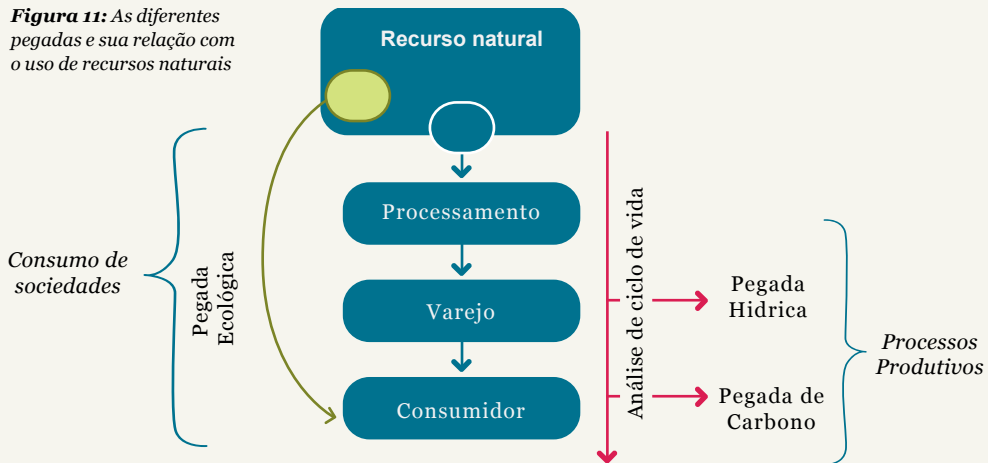 Figura 11: As diferentes
pegadas e sua relação com
o uso de recursos naturais
Recurso natural
Processamento
Varejo
Consumidor
Consumo de
sociedades
Pegada
Ecológica
Análise de ciclo de vida
Pegada
Hidrica
Pegada de
Carbono
Processos
Produtivos